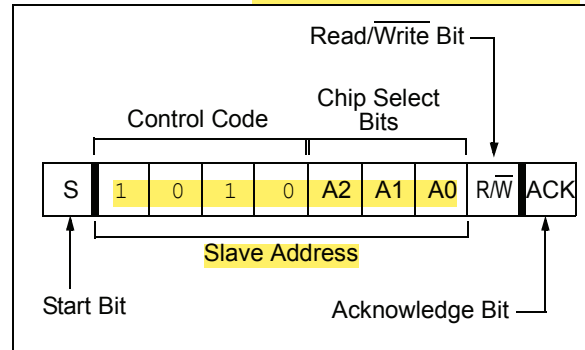 Read/Write Bit
Chip Select
Bits
Control Code
S 1 0 1 0 A2 A1 A0 R/W ACK
Slave Address
Start Bit
Acknowledge Bit